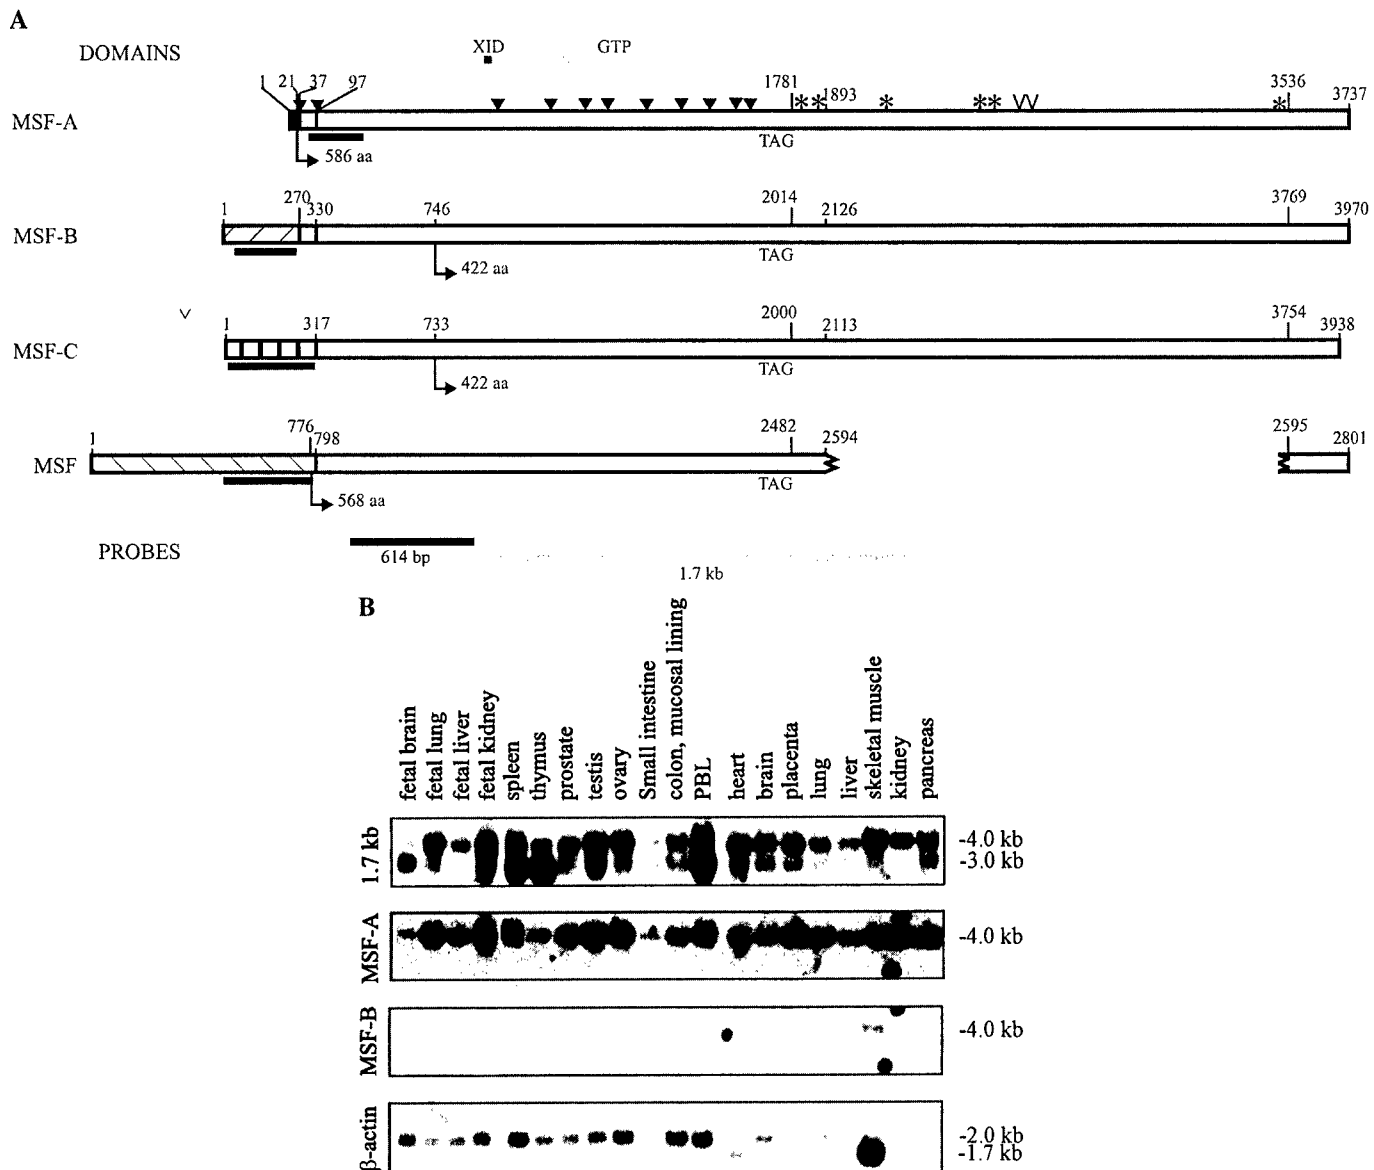 A
DOMAINS XID GTP
1 21 37 97 1781 ** 1893 * ** * 3536 3737
MSF-A
TAG
586 aa
1 270 330 746 2014 2126 3769 3970
MSF-B
TAG
422 aa
1 317 733 2000 2113 3754 3938
MSF-C
TAG
422 aa
1 776 798 2482 2594 2595 2801
MSF
TAG
568 aa
PROBES
614 bp
1.7 kb
B
fetal brain
fetal lung
fetal liver
fetal kidney
spleen
thymus
prostate
testis
ovary
Small intestine
colon, mucosal lining
PBL
heart
brain
placenta
lung
liver
skeletal muscle
kidney
pancreas
1.7 kb
-4.0 kb
-3.0 kb
MSF-A
-4.0 kb
MSF-B
-4.0 kb
β-actin
-2.0 kb
-1.7 kb